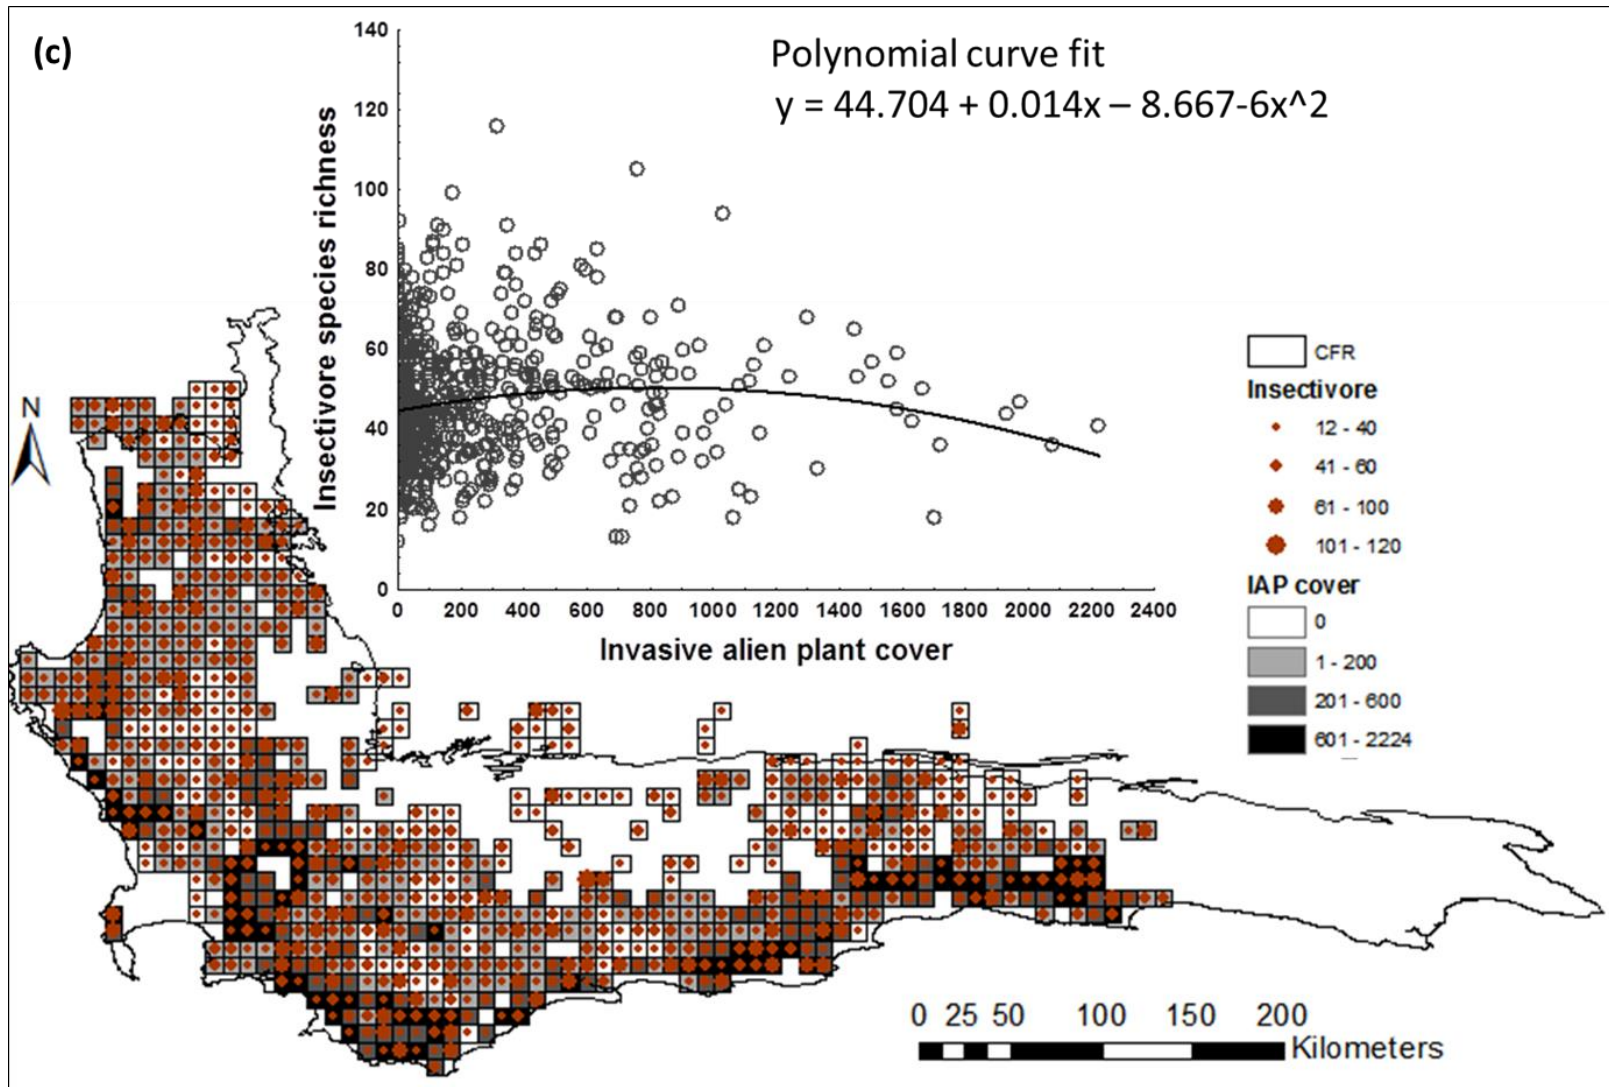 (c)
Polynomial curve fit
y = 44.704 + 0.014x – 8.667-6x^2
140
120
100
80
60
40
20
0
Insectivore species richness
0 200 400 600 800 1000 1200 1400 1600 1800 2000 2200 2400
Invasive alien plant cover
N
CFR
Insectivore
12 - 40
41 - 60
61 - 100
101 - 120
IAP cover
0
1 - 200
201 - 600
601 - 2224
0 25 50 100 150 200
Kilometers